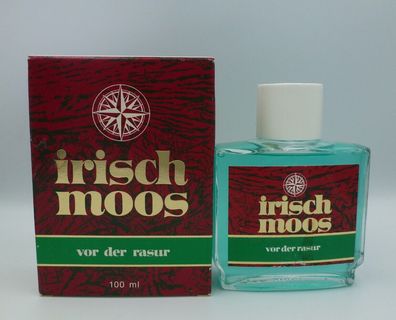 irisch
moos
vor der rasur
100 ml
irisch
moos
vor der rasur